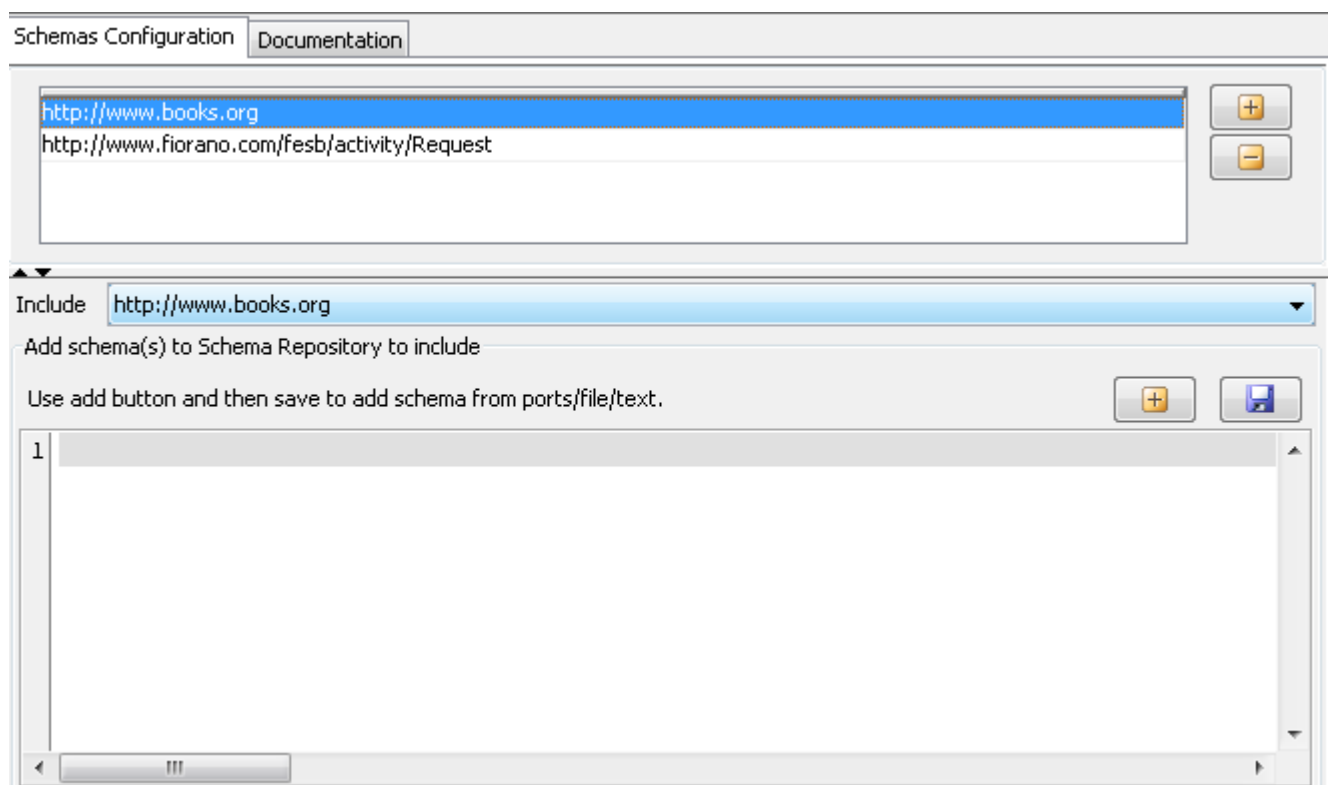 Schemas Configuration Documentation
http://www.books.org
http://www.fiorano.com/fesb/activity/Request
Include http://www.books.org
Add schema(s) to Schema Repository to include
Use add button and then save to add schema from ports/file/text.
1